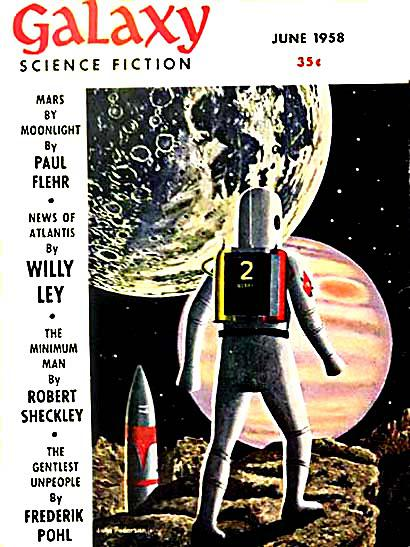 Galaxy
SCIENCE FICTION
JUNE 1958
35¢
MARS
BY
MOONLIGHT
By
PAUL
FLEHR
•
NEWS OF
ATLANTIS
By
WILLY
LEY
•
THE
MINIMUM
MAN
By
ROBERT
SHECKLEY
•
THE
GENTLEST
UNPEOPLE
By
FREDERIK
POHL
2
Pederson